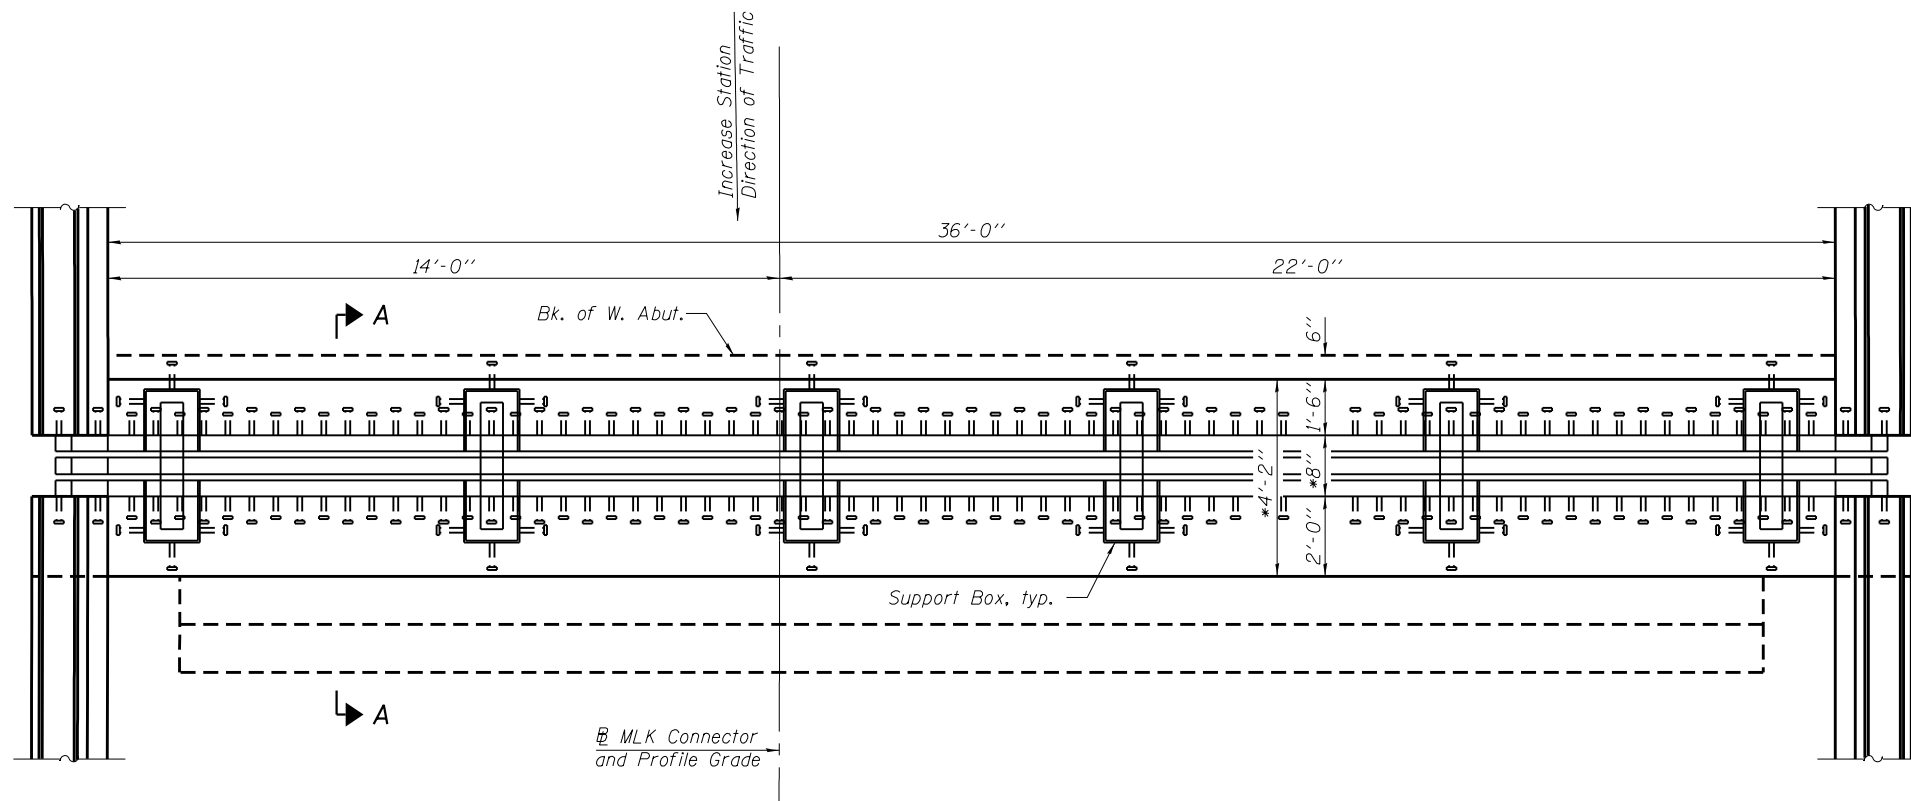 Increase Station
Direction of Traffic
36'-0''
14'-0''
22'-0''
A
Bk. of W. Abut.
6''
1'-6''
*4'-2''
*8''
2'-0''
Support Box, typ.
A
MLK Connector
and Profile Grade